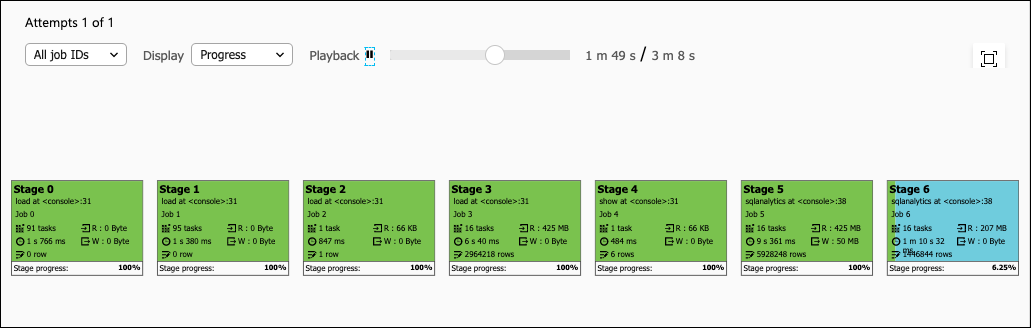 Attempts 1 of 1
All job IDs Display Progress Playback 1 m 49 s / 3 m 8 s
Stage 0
load at <console>:31
Job 0
91 tasks R : 0 Byte
1 s 766 ms W : 0 Byte
0 row
Stage progress: 100%
Stage 1
load at <console>:31
Job 1
95 tasks R : 0 Byte
1 s 380 ms W : 0 Byte
0 row
Stage progress: 100%
Stage 2
load at <console>:31
Job 2
1 task R : 66 KB
847 ms W : 0 Byte
1 row
Stage progress: 100%
Stage 3
load at <console>:31
Job 3
16 tasks R : 425 MB
6 s 40 ms W : 0 Byte
2964218 rows
Stage progress: 100%
Stage 4
show at <console>:31
Job 4
1 task R : 66 KB
484 ms W : 0 Byte
6 rows
Stage progress: 100%
Stage 5
sqlanalytics at <console>:38
Job 5
16 tasks R : 425 MB
9 s 361 ms W : 50 MB
5928248 rows
Stage progress: 100%
Stage 6
sqlanalytics at <console>:38
Job 6
16 tasks R : 207 MB
1 m 10 s 32 W : 0 Byte
ms
1446844 rows
Stage progress: 6.25%